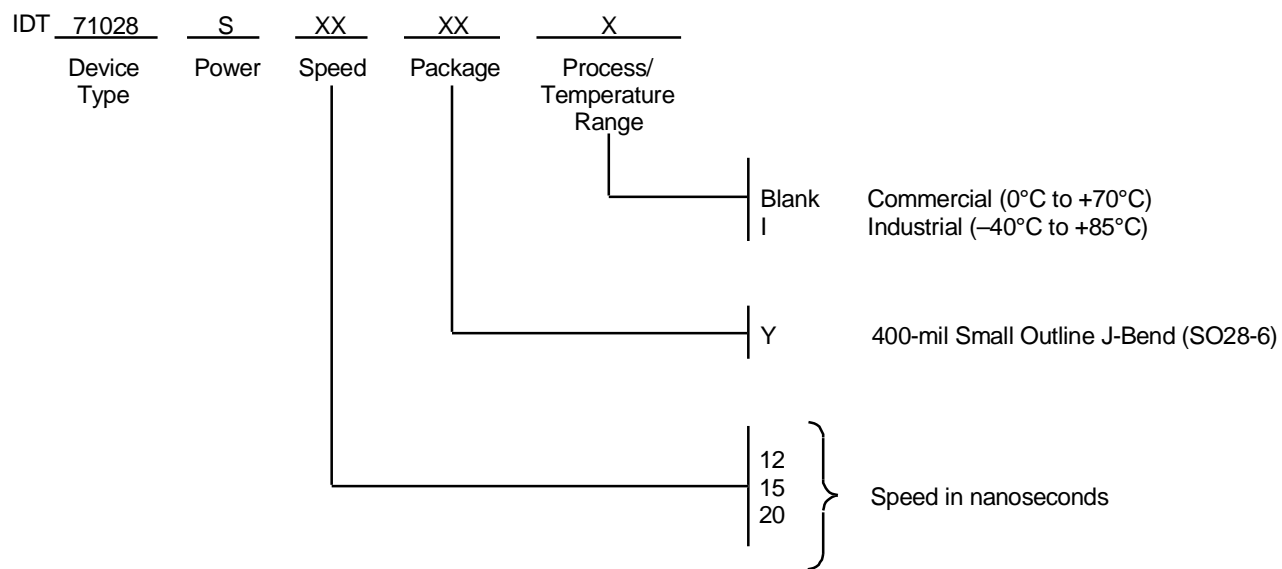 IDT 71028 S XX XX X
Device Type
Power
Speed
Package
Process/
Temperature
Range
Blank Commercial (0°C to +70°C)
I Industrial (–40°C to +85°C)
Y 400-mil Small Outline J-Bend (SO28-6)
12
15
20
Speed in nanoseconds